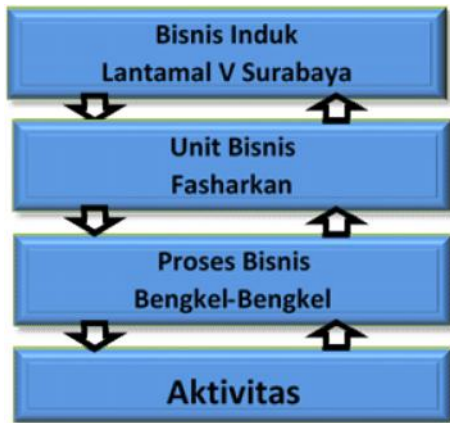 Bisnis Induk
Lantamal V Surabaya
Unit Bisnis
Fasharkan
Proses Bisnis
Bengkel-Bengkel
Aktivitas